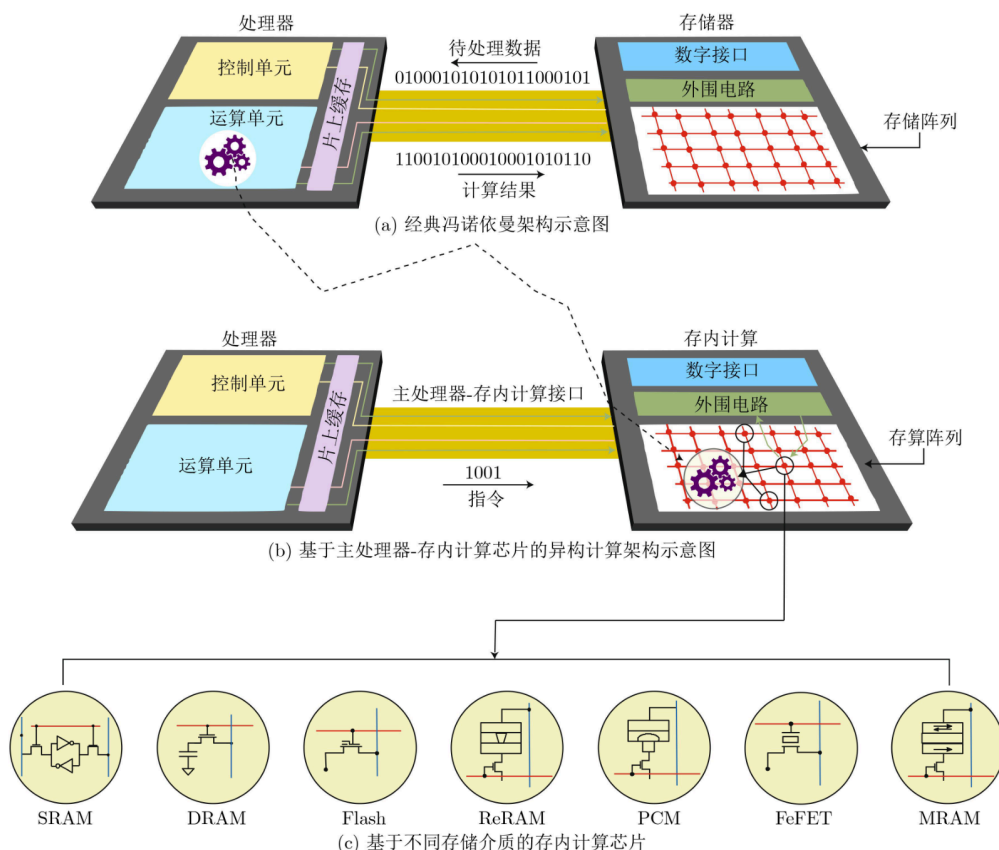 处理器
存储器
控制单元
运算单元
片上缓存
待处理数据
010001010101011000101
11001010001000101 0110
计算结果
数字接口
外围电路
存储阵列
(a) 经典冯诺依曼架构示意图
处理器
存内计算
控制单元
运算单元
片上缓存
主处理器-存内计算接口
1001
指令
数字接口
外围电路
存算阵列
(b) 基于主处理器-存内计算芯片的异构计算架构示意图
SRAM
DRAM
Flash
ReRAM
PCM
FeFET
MRAM
(c) 基于不同存储介质的存内计算芯片